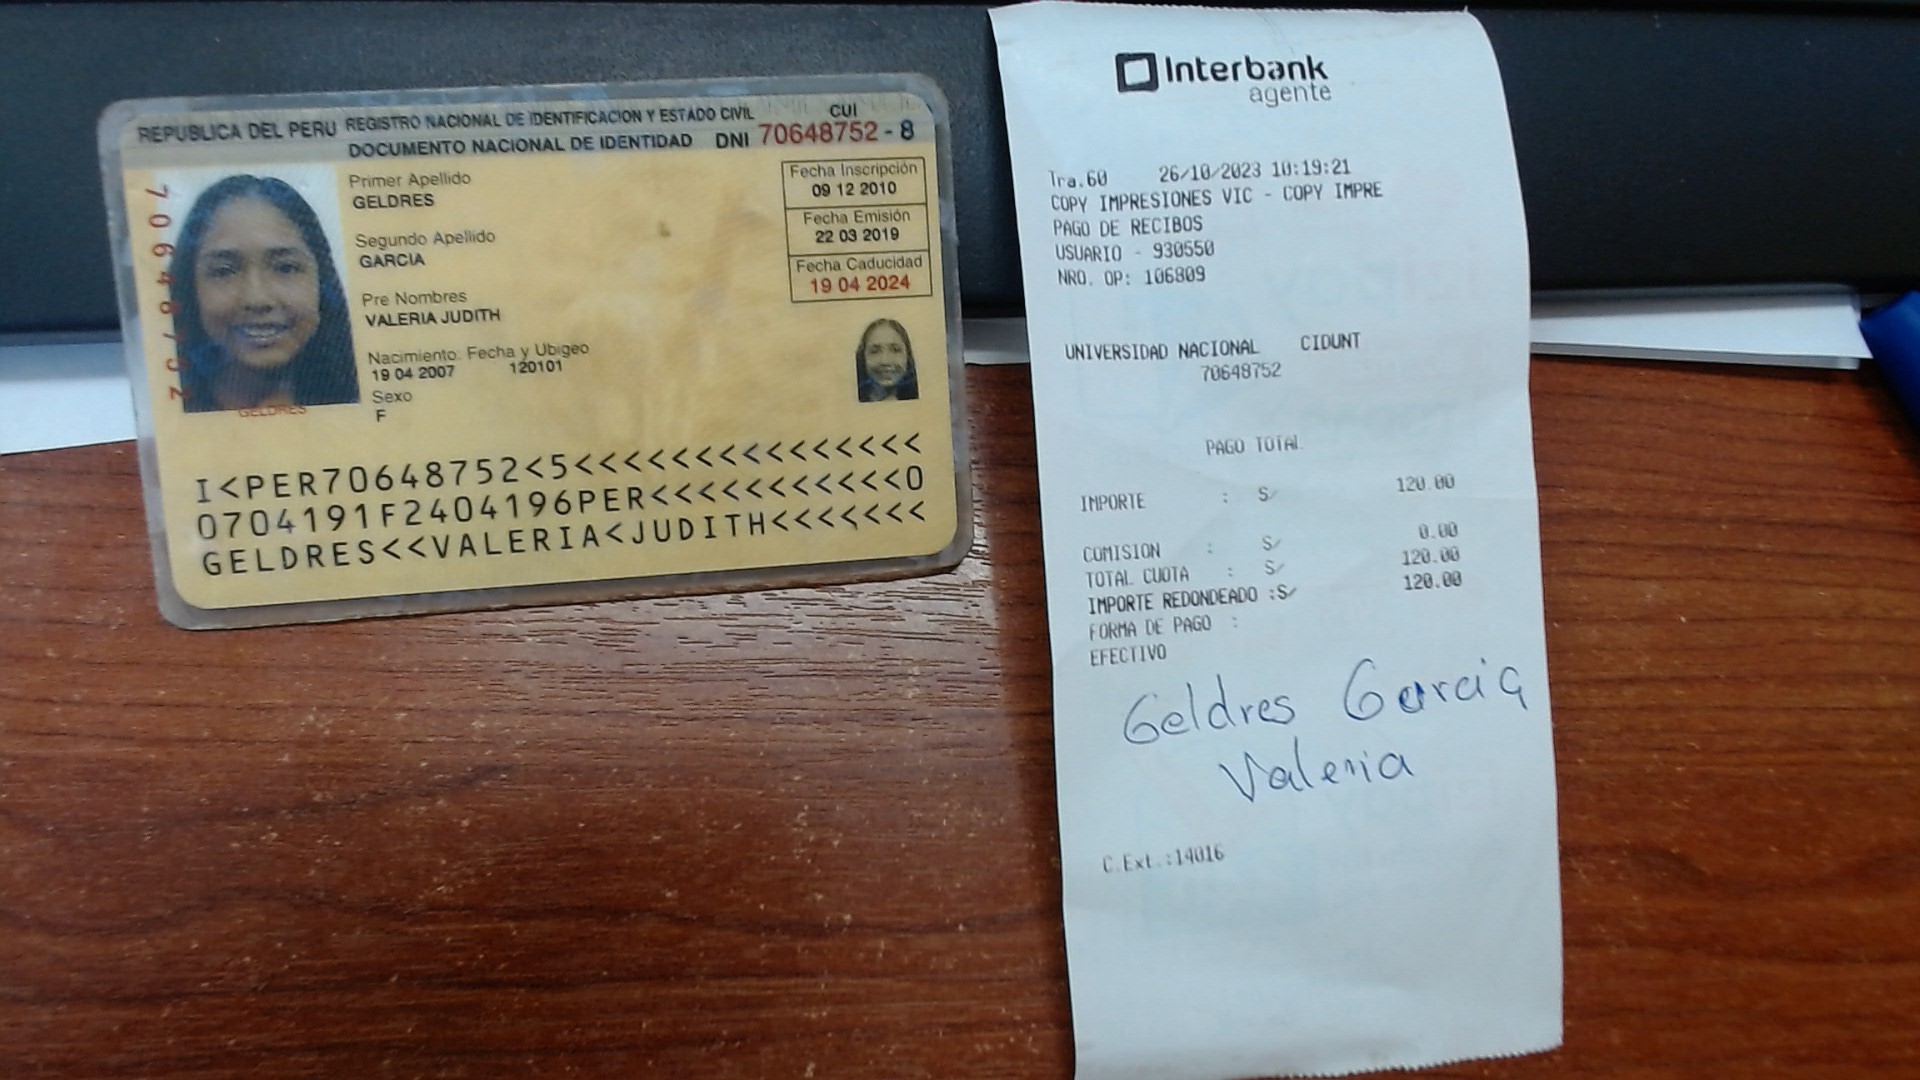 REPUBLICA DEL PERU REGISTRO NACIONAL DE IDENTIFICACION Y ESTADO CIVIL CUI
DOCUMENTO NACIONAL DE IDENTIDAD DNI 70648752 - 8
70648752
Primer Apellido
GELDRES
Segundo Apellido
GARCIA
Pre Nombres
VALERIA JUDITH
Nacimiento: Fecha y Ubigeo
19 04 2007 120101
Sexo
F
Fecha Inscripción
09 12 2010
Fecha Emisión
22 03 2019
Fecha Caducidad
19 04 2024
GELDRES
I<PER70648752<5<<<<<<<<<<<<<<<
0704191F2404196PER<<<<<<<<<<<0
GELDRES<<VALERIA<JUDITH<<<<<<<
Interbank
agente
Tra.60 26/10/2023 10:19:21
COPY IMPRESIONES VIC - COPY IMPRE
PAGO DE RECIBOS
USUARIO - 930550
NRO. OP: 106809
UNIVERSIDAD NACIONAL CIDUNT
70648752
PAGO TOTAL
IMPORTE : S/ 120.00
COMISION : S/ 0.00
TOTAL CUOTA : S/ 120.00
IMPORTE REDONDEADO :S/ 120.00
FORMA DE PAGO :
EFECTIVO
Geldres Garcia
Valeria
C.Ext.:14016